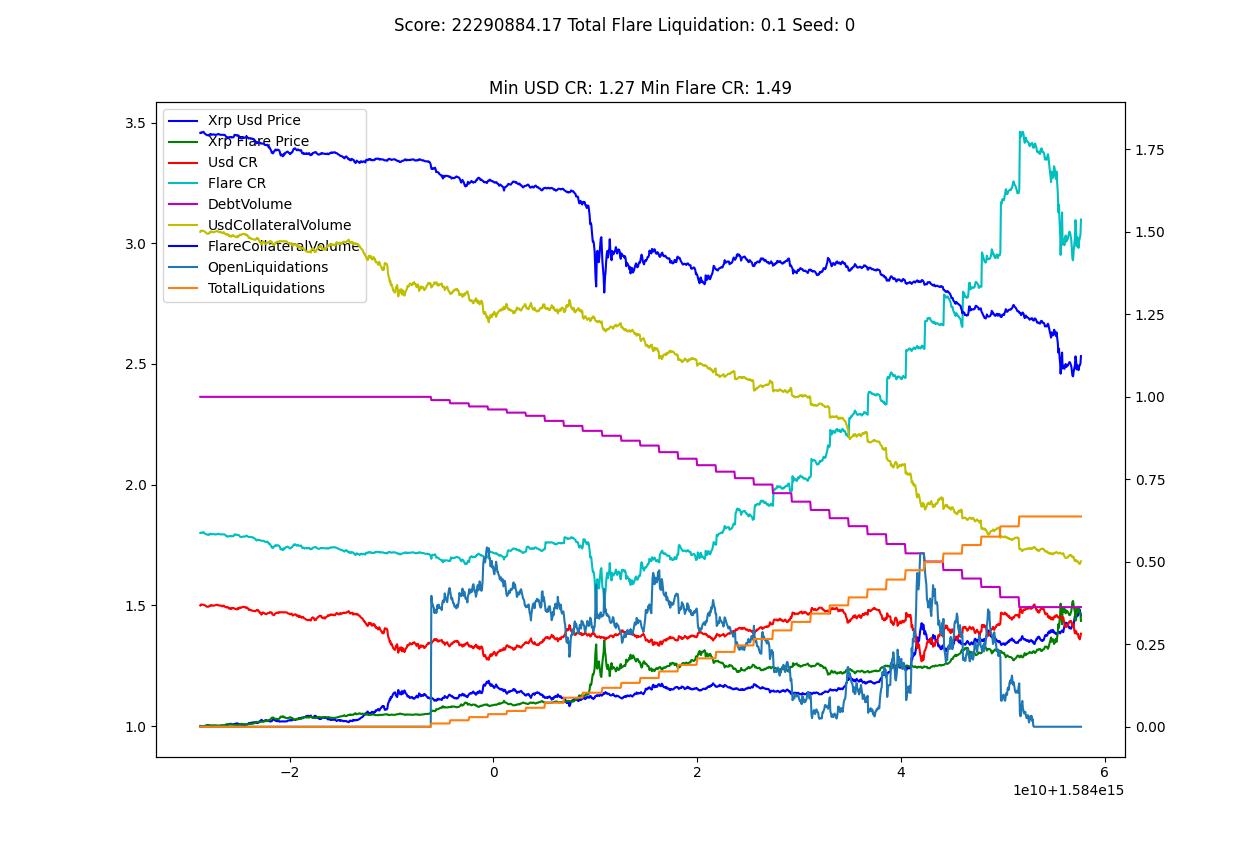 Score: 22290884.17 Total Flare Liquidation: 0.1 Seed: 0
Min USD CR: 1.27 Min Flare CR: 1.49
Xrp Usd Price
Xrp Flare Price
Usd CR
Flare CR
DebtVolume
UsdCollateralVolume
FlareCollateralVolume
OpenLiquidations
TotalLiquidations
3.5
3.0
2.5
2.0
1.5
1.0
1.75
1.50
1.25
1.00
0.75
0.50
0.25
0.00
−2
0
2
4
6
1e10+1.584e15